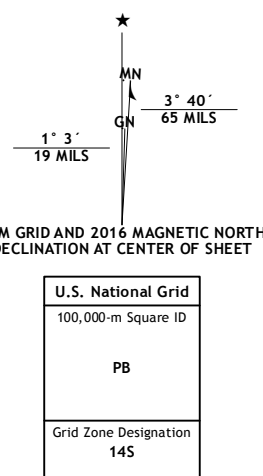 ★
MN
GN
3° 40´
65 MILS
1° 3´
19 MILS
M GRID AND 2016 MAGNETIC NORTH
DECLINATION AT CENTER OF SHEET
U.S. National Grid
100,000-m Square ID
PB
Grid Zone Designation
14S